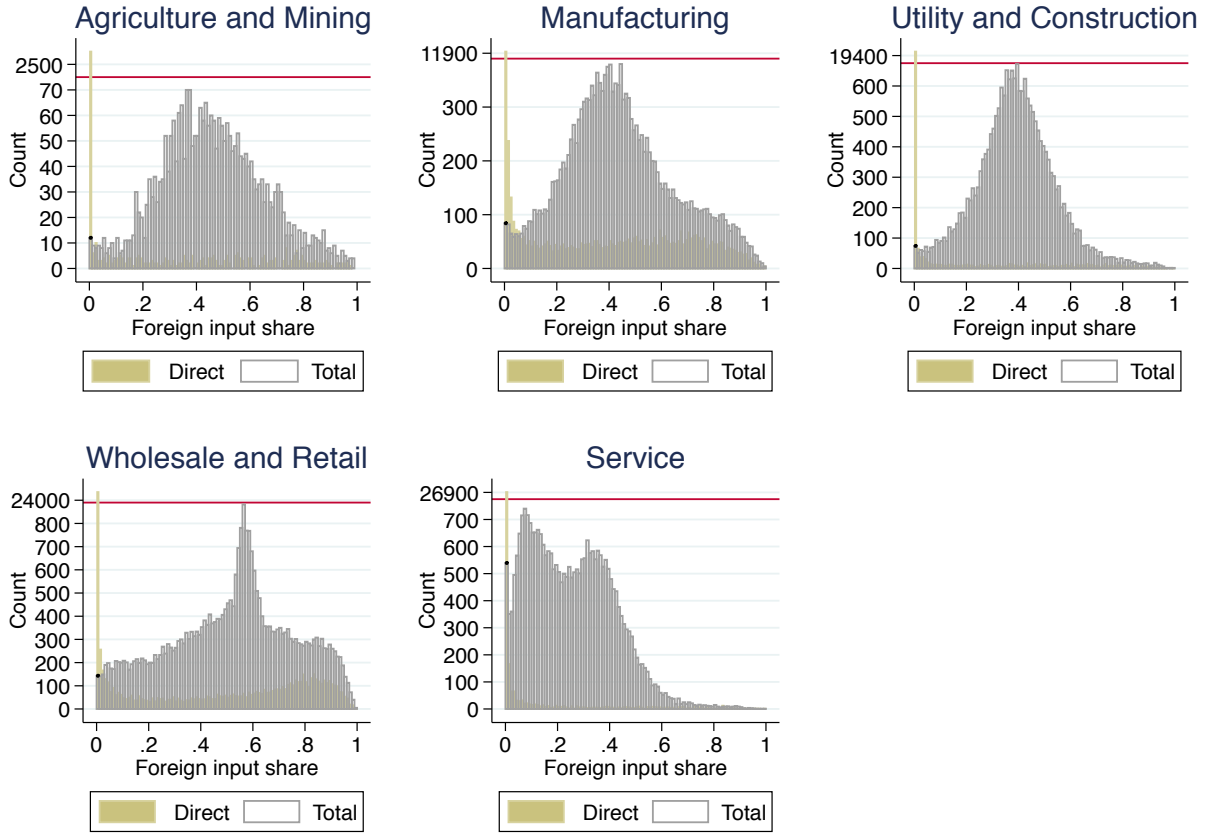 Agriculture and Mining
Count
2500
70
60
50
40
30
20
10
0
0 .2 .4 .6 .8 1
Foreign input share
Direct Total
Manufacturing
Count
11900
300
200
100
0
0 .2 .4 .6 .8 1
Foreign input share
Direct Total
Utility and Construction
Count
19400
600
500
400
300
200
100
0
0 .2 .4 .6 .8 1
Foreign input share
Direct Total
Wholesale and Retail
Count
24000
800
700
600
500
400
300
200
100
0
0 .2 .4 .6 .8 1
Foreign input share
Direct Total
Service
Count
26900
700
600
500
400
300
200
100
0
0 .2 .4 .6 .8 1
Foreign input share
Direct Total